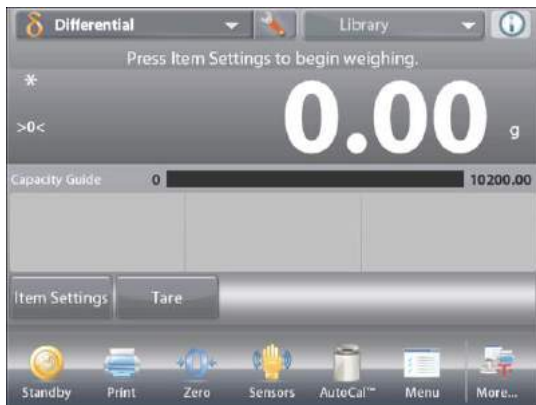 δ Differential Library
Press Item Settings to begin weighing.
*
>0<
0.00 g
Capacity Guide 0 10200.00
Item Settings Tare
Standby Print Zero Sensors AutoCal™ Menu More...